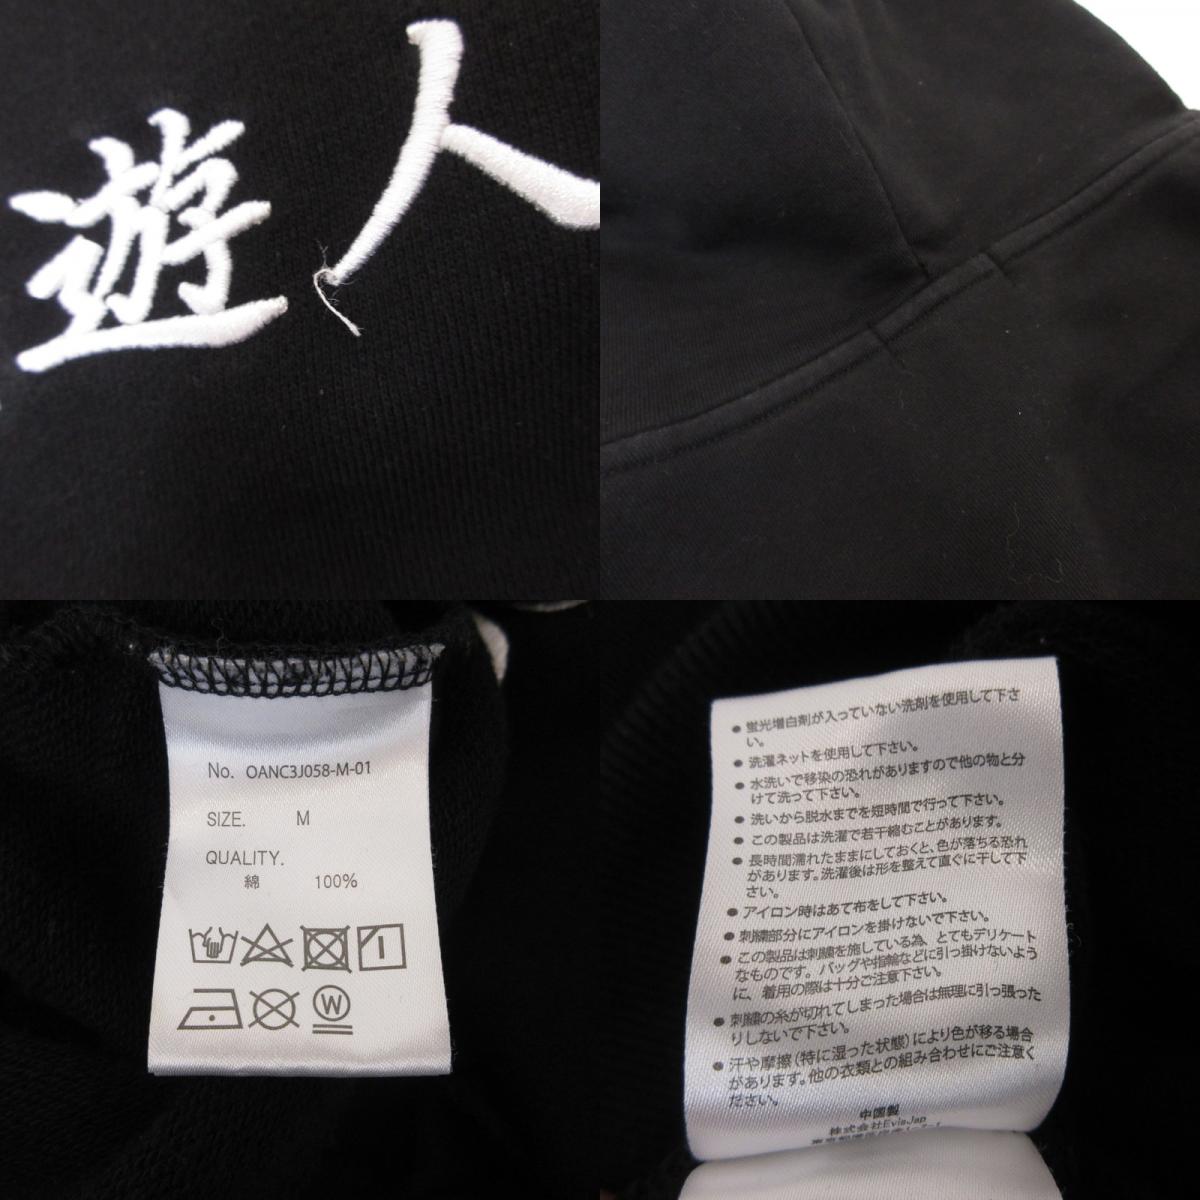 遊人
No. OANC3J058-M-01
SIZE. M
QUALITY.
綿 100%
W
● 蛍光増白剤が入っていない洗剤を使用して下さ
い。
● 洗濯ネットを使用して下さい。
● 水洗いで移染の恐れがありますので他の物と分
けて洗って下さい。
● 洗いから脱水までを短時間で行って下さい。
● この製品は洗濯で若干縮むことがあります。
● 長時間濡れたままにしておくと、色が落ちる恐れ
があります。洗濯後は形を整えて直ぐに干して下
さい。
● アイロン時はあて布をして下さい。
● 刺繍部分にアイロンを掛けないで下さい。
● この製品は刺繍を施している為、とてもデリケート
なものです。バッグや指輪などに引っ掛けないよう
に、着用の際は十分ご注意下さい。
● 刺繍の糸が切れてしまった場合は無理に引っ張った
りしないで下さい。
● 汗や摩擦(特に湿った状態)により色が移る場合
があります。他の衣類との組み合わせにご注意く
ださい。
中国製
株式会社EvisJap